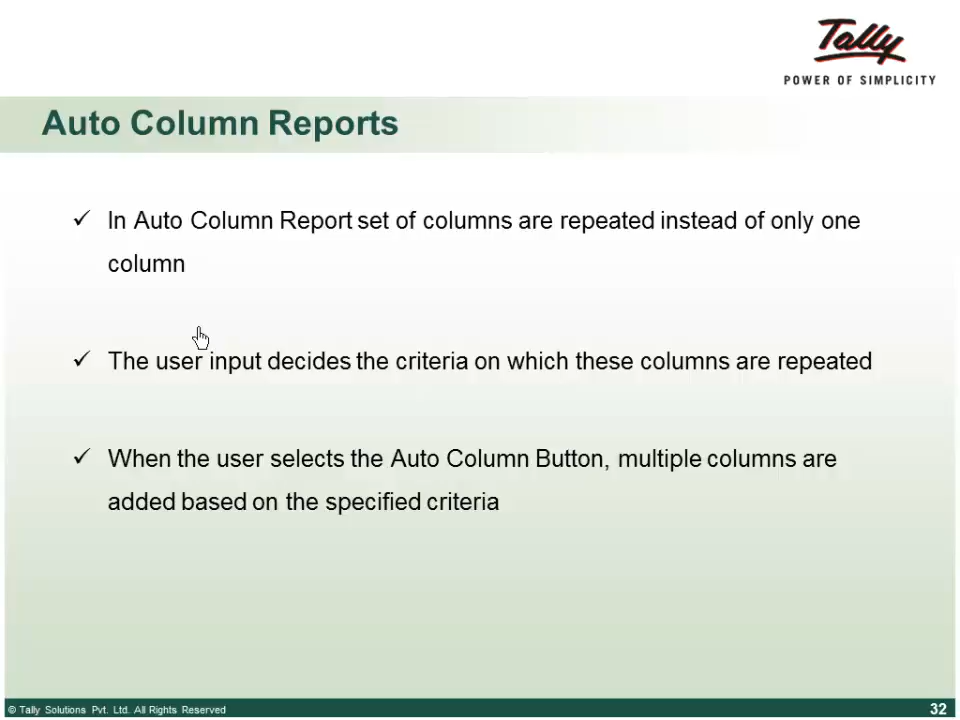 Tally
POWER OF SIMPLICITY
Auto Column Reports
✓ In Auto Column Report set of columns are repeated instead of only one
column
✓ The user input decides the criteria on which these columns are repeated
✓ When the user selects the Auto Column Button, multiple columns are
added based on the specified criteria
© Tally Solutions Pvt. Ltd. All Rights Reserved
32